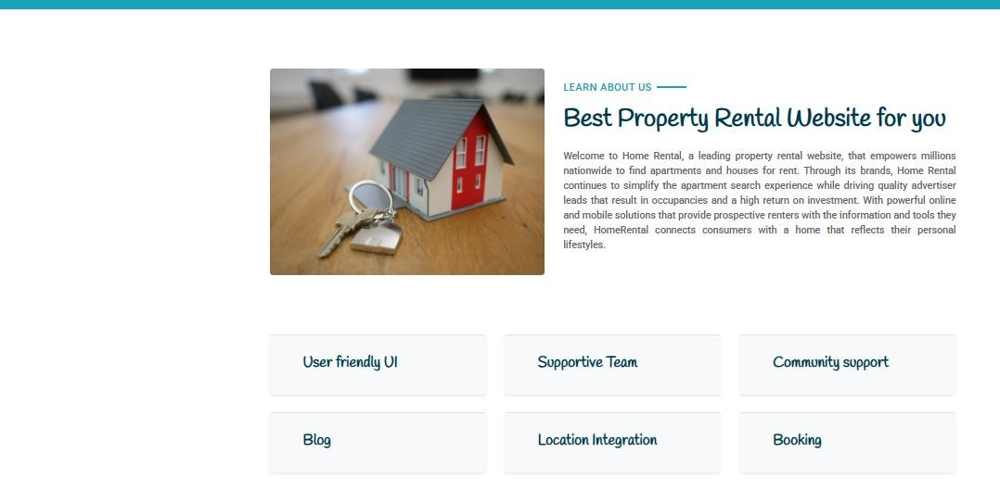 LEARN ABOUT US
Best Property Rental Website for you
Welcome to Home Rental, a leading property rental website, that empowers millions
nationwide to find apartments and houses for rent. Through its brands, Home Rental
continues to simplify the apartment search experience while driving quality advertiser
leads that result in occupancies and a high return on investment. With powerful online
and mobile solutions that provide prospective renters with the information and tools they
need, HomeRental connects consumers with a home that reflects their personal
lifestyles.
User friendly UI
Supportive Team
Community support
Blog
Location Integration
Booking